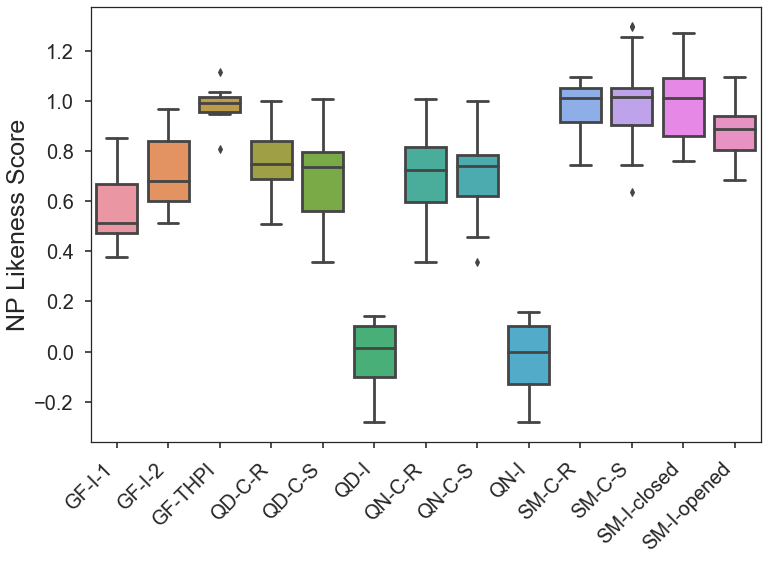 NP Likeness Score
1.2
1.0
0.8
0.6
0.4
0.2
0.0
−0.2
GF-I-1
GF-I-2
GF-THPI
QD-C-R
QD-C-S
QD-I
QN-C-R
QN-C-S
QN-I
SM-C-R
SM-C-S
SM-I-closed
SM-I-opened